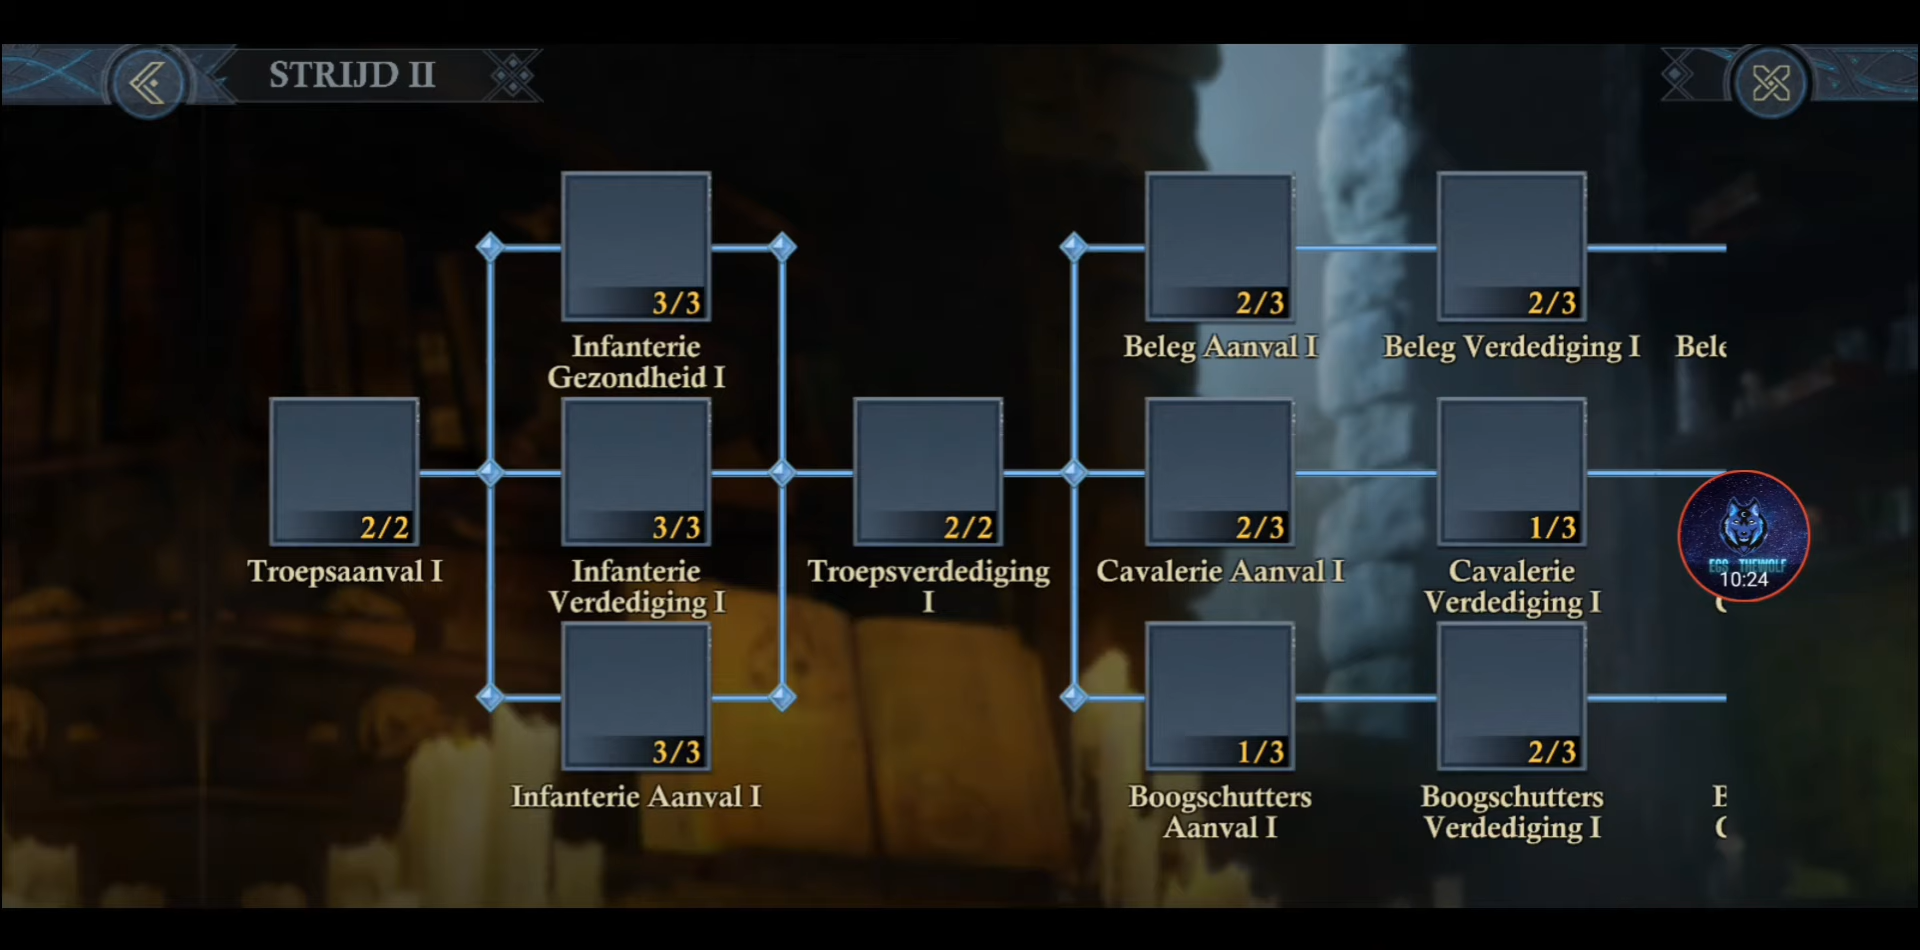 STRIJD II
3/3
2/3
2/3
Infanterie
Gezondheid I
Beleg Aanval I
Beleg Verdediging I
2/2
3/3
2/2
2/3
1/3
Troepsaanval I
Infanterie
Verdediging I
Troepsverdediging
I
Cavalerie Aanval I
Cavalerie
Verdediging I
10:24
3/3
1/3
2/3
Infanterie Aanval I
Boogschutters
Aanval I
Boogschutters
Verdediging I